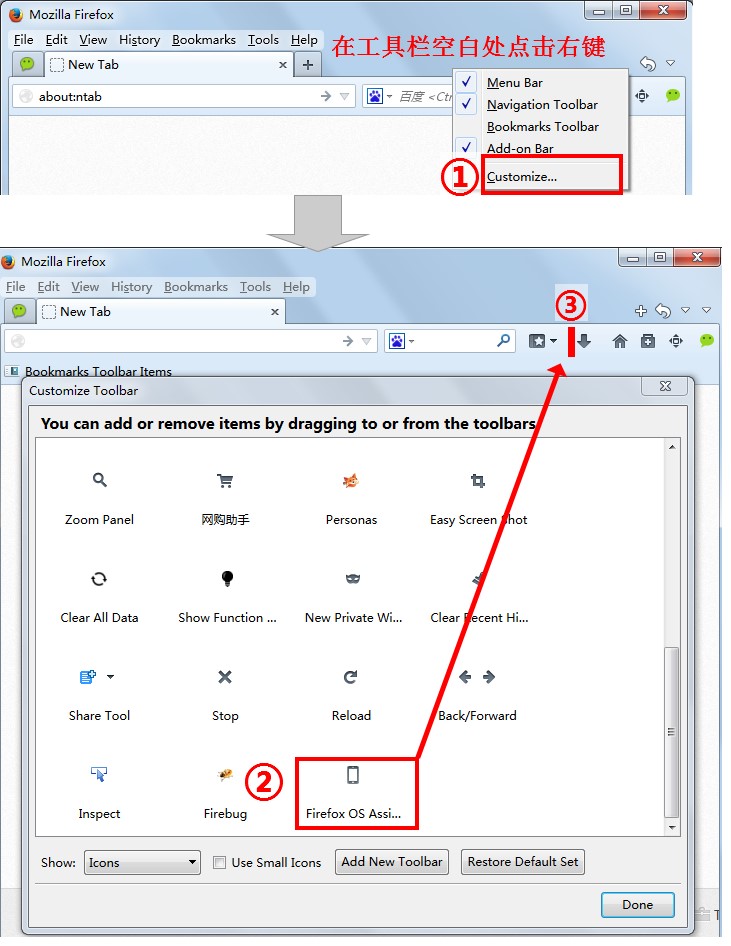 Mozilla Firefox
File Edit View History Bookmarks Tools Help
在工具栏空白处点击右键
New Tab
about:ntab
百度 <Ctr
Menu Bar
Navigation Toolbar
Bookmarks Toolbar
Add-on Bar
① Customize...
Mozilla Firefox
File Edit View History Bookmarks Tools Help
③
New Tab
Bookmarks Toolbar Items
Customize Toolbar
You can add or remove items by dragging to or from the toolbars
Zoom Panel 网购助手 Personas Easy Screen Shot
Clear All Data Show Function ... New Private Wi... Clear Recent Hi...
Share Tool Stop Reload Back/Forward
②
Inspect Firebug Firefox OS Assi...
Show: Icons Use Small Icons Add New Toolbar Restore Default Set
Done